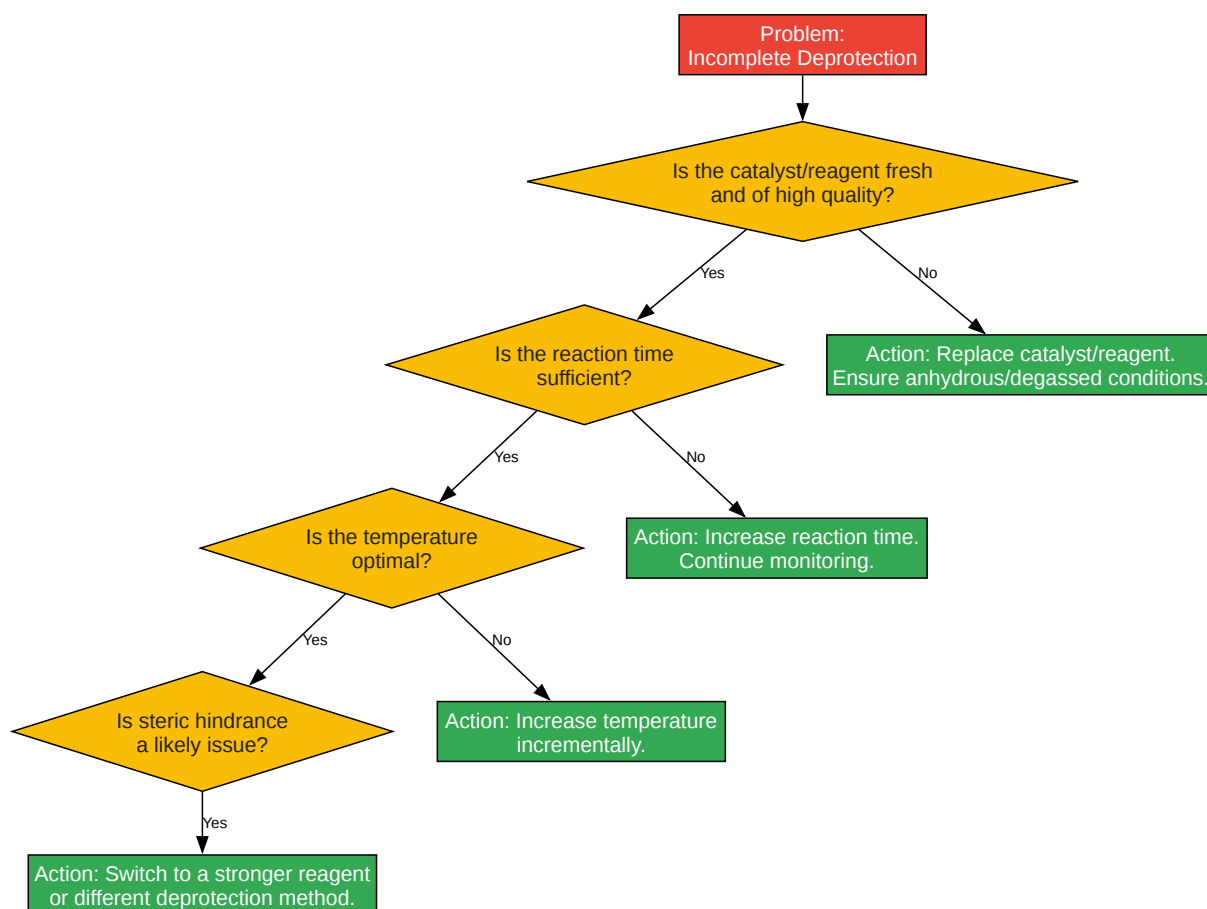 Problem:
Incomplete Deprotection
Is the catalyst/reagent fresh
and of high quality?
Yes
No
Is the reaction time
sufficient?
Action: Replace catalyst/reagent.
Ensure anhydrous/degassed conditions.
Yes
No
Is the temperature
optimal?
Action: Increase reaction time.
Continue monitoring.
Yes
No
Is steric hindrance
a likely issue?
Action: Increase temperature
incrementally.
Yes
Action: Switch to a stronger reagent
or different deprotection method.